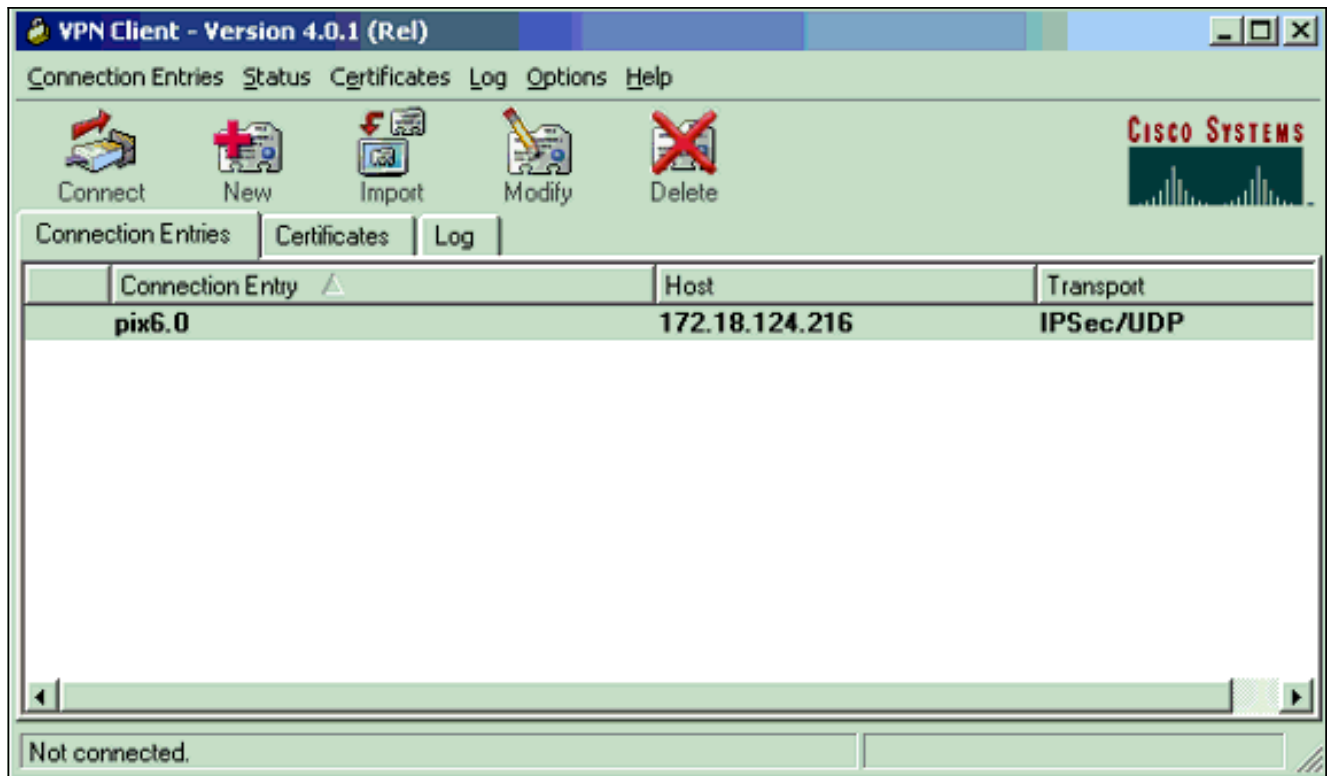 VPN Client - Version 4.0.1 (Rel)
Connection Entries Status Certificates Log Options Help
Connect New Import Modify Delete
CISCO SYSTEMS
Connection Entries Certificates Log
Connection Entry Host Transport
pix6.0 172.18.124.216 IPSec/UDP
Not connected.